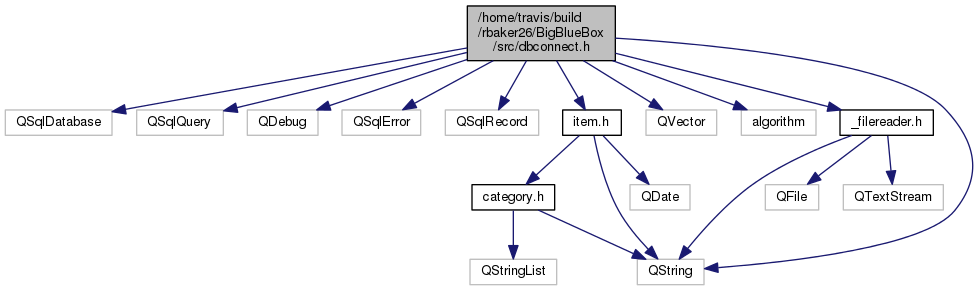 /home/travis/build
/rbaker26/BigBlueBox
/src/dbconnect.h
QSqlDatabase
QSqlQuery
QDebug
QSqlError
QSqlRecord
item.h
QVector
algorithm
_filereader.h
category.h
QDate
QFile
QTextStream
QStringList
QString